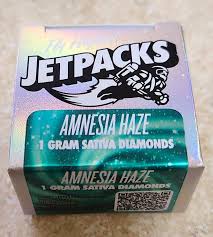 JETPACKS
AMNESIA HAZE
1 GRAM SATIVA DIAMONDS
AMNESIA HAZE
1 GRAM SATIVA DIAMONDS